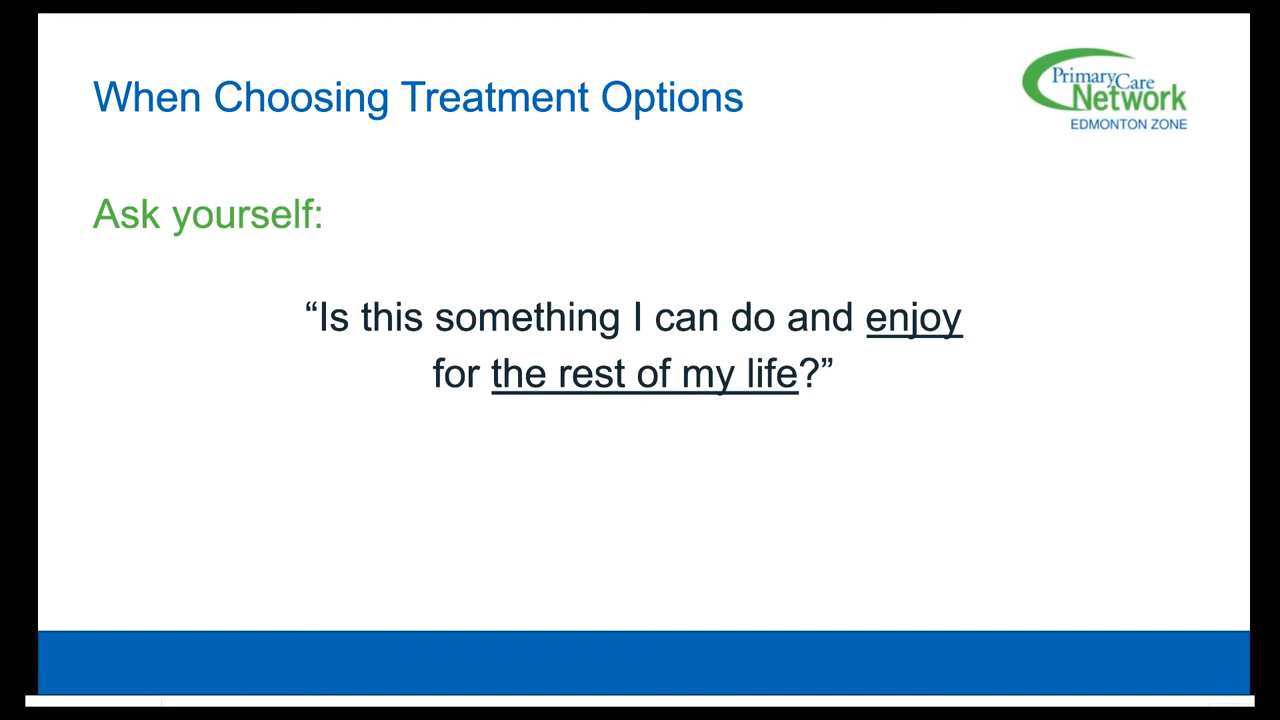 When Choosing Treatment Options
PrimaryCare
Network
EDMONTON ZONE
Ask yourself:
“Is this something I can do and enjoy
for the rest of my life?”